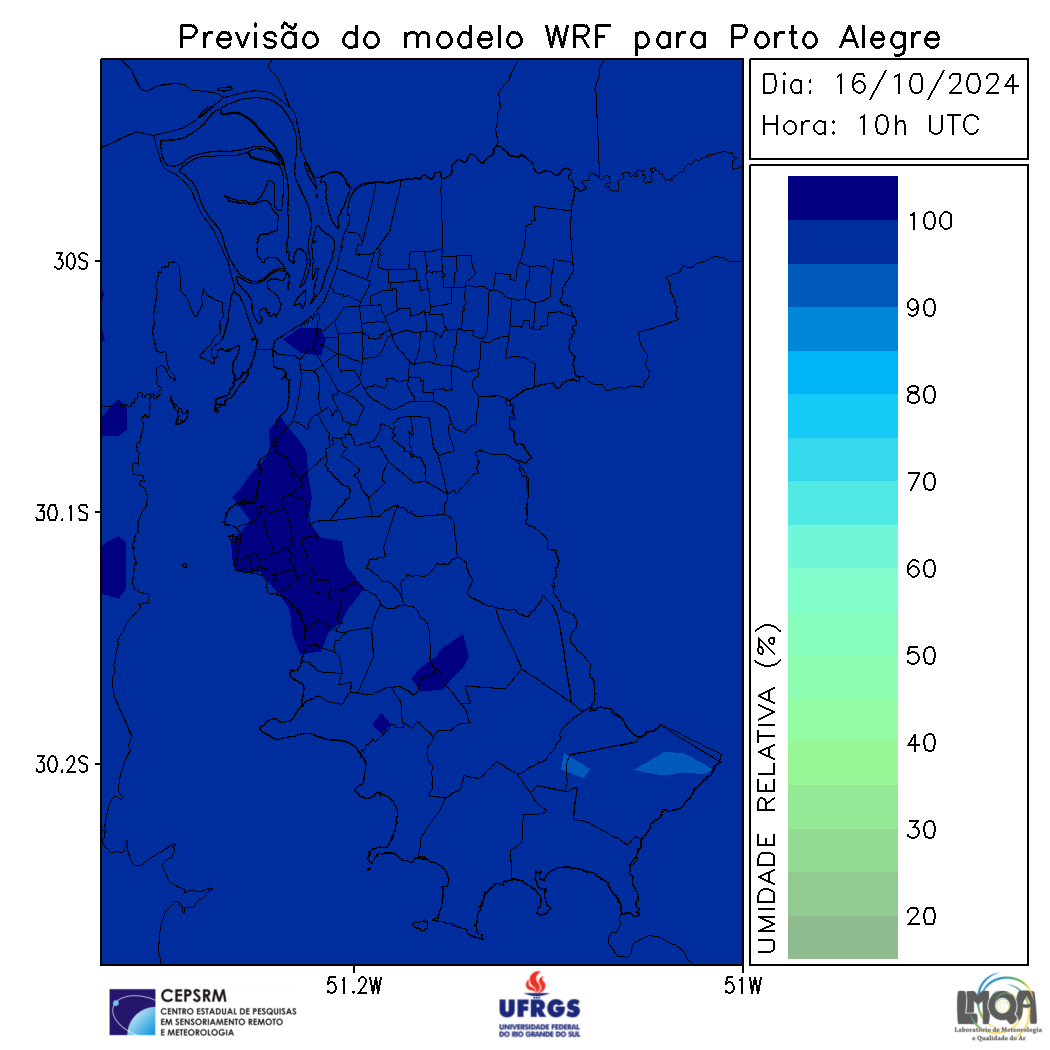 Previsão do modelo WRF para Porto Alegre
Dia: 16/10/2024
Hora: 10h UTC
30S
30.1S
30.2S
51.2W
51W
UMIDADE RELATIVA (%)
100
90
80
70
60
50
40
30
20
CEPSRM
CENTRO ESTADUAL DE PESQUISAS
EM SENSORIAMENTO REMOTO
E METEOROLOGIA
UFRGS
UNIVERSIDADE FEDERAL
DO RIO GRANDE DO SUL
LMQA
Laboratório de Meteorologia
e Qualidade do Ar